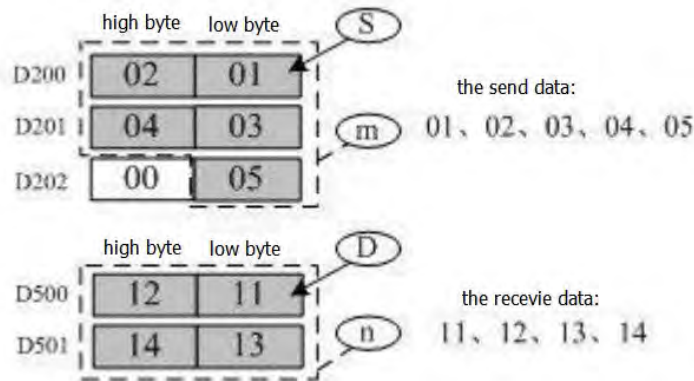 high byte low byte S
D200 02 01
the send data:
D201 04 03 m 01、02、03、04、05
D202 00 05
high byte low byte D
D500 12 11
the recevie data:
D501 14 13 n 11、12、13、14